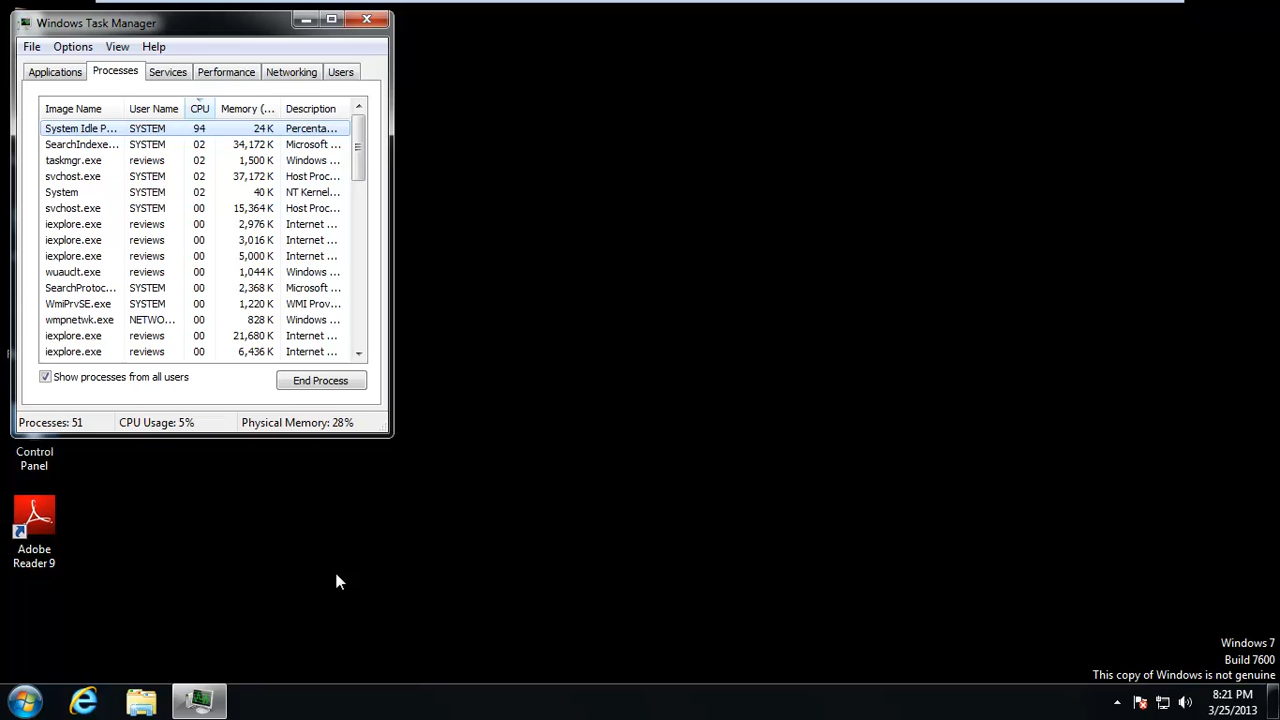 Windows Task Manager
File Options View Help
Applications Processes Services Performance Networking Users
Image Name User Name CPU Memory (... Description
System Idle P... SYSTEM 94 24 K Percenta...
SearchIndexe... SYSTEM 02 34,172 K Microsoft ...
taskmgr.exe reviews 02 1,500 K Windows ...
svchost.exe SYSTEM 02 37,172 K Host Proc...
System SYSTEM 02 40 K NT Kernel...
svchost.exe SYSTEM 00 15,364 K Host Proc...
iexplore.exe reviews 00 2,976 K Internet ...
iexplore.exe reviews 00 3,016 K Internet ...
iexplore.exe reviews 00 5,000 K Internet ...
wuauclt.exe reviews 00 1,044 K Windows ...
SearchProtoc... SYSTEM 00 2,368 K Microsoft ...
WmiPrvSE.exe SYSTEM 00 1,220 K WMI Prov...
wmpnetwk.exe NETWO... 00 828 K Windows ...
iexplore.exe reviews 00 21,680 K Internet ...
iexplore.exe reviews 00 6,436 K Internet ...
Show processes from all users End Process
Processes: 51 CPU Usage: 5% Physical Memory: 28%
Control
Panel
Adobe
Reader 9
Windows 7
Build 7600
This copy of Windows is not genuine
8:21 PM
3/25/2013